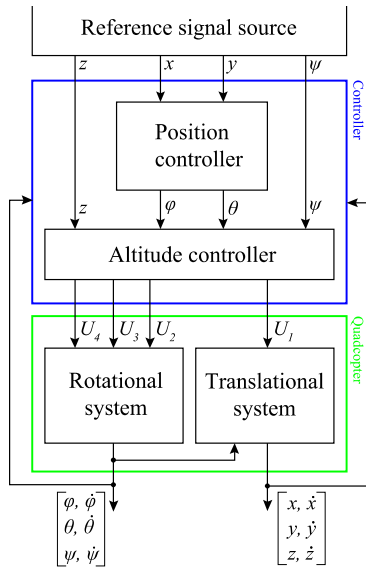 Reference signal source
z x y ψ
Controller
Position
controller
z φ θ ψ
Altitude controller
U4 U3 U2 U1
Quadcopter
Rotational
system
Translational
system
[φ, φ̇
θ, θ̇
ψ, ψ̇]
[x, ẋ
y, ẏ
z, ż]